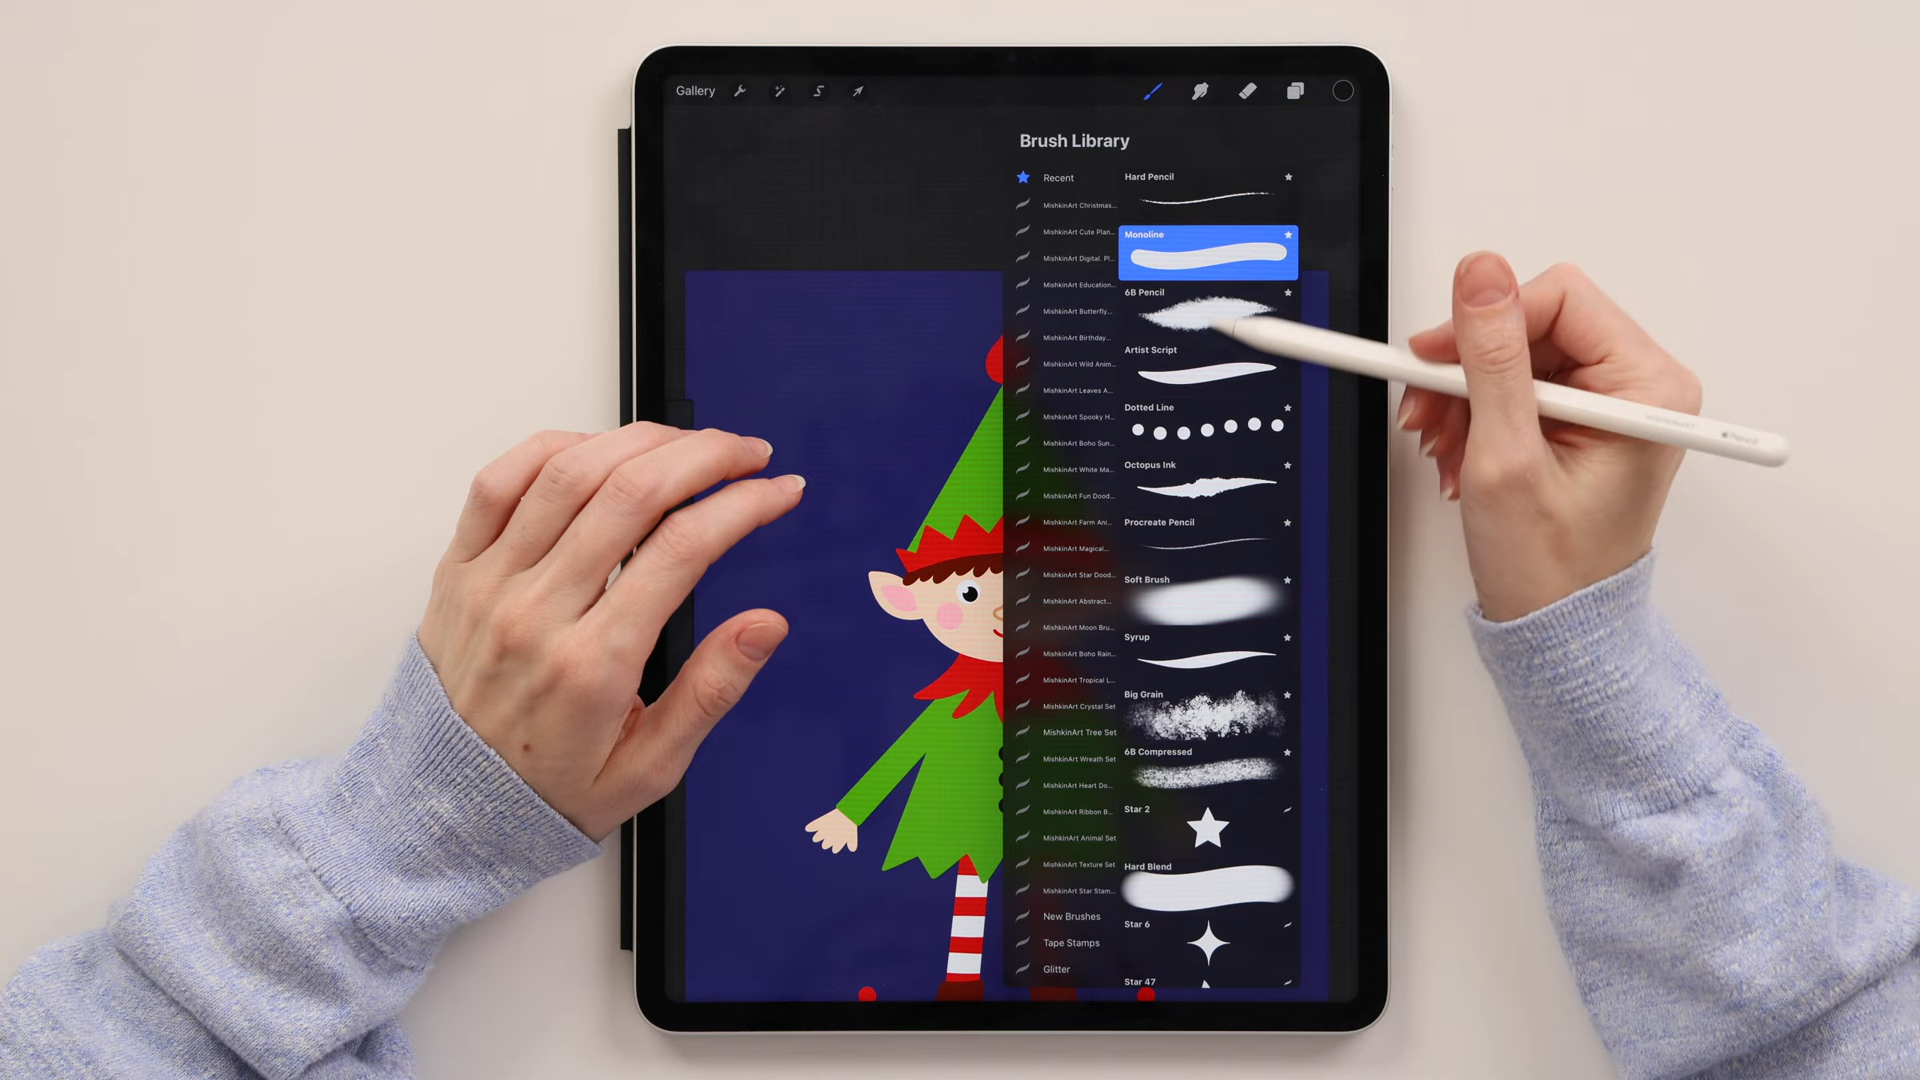 Gallery
Brush Library
Recent
MishkinArt Christmas...
MishkinArt Cute Plan...
MishkinArt Digital. Pl...
MishkinArt Education...
MishkinArt Butterfly...
MishkinArt Birthday...
MishkinArt Wild Anim...
MishkinArt Leaves A...
MishkinArt Spooky H...
MishkinArt Boho Sun...
MishkinArt White Ma...
MishkinArt Fun Dood...
MishkinArt Farm Ani...
MishkinArt Magical...
MishkinArt Star Dood...
MishkinArt Abstract...
MishkinArt Moon Bru...
MishkinArt Boho Rain...
MishkinArt Tropical L...
MishkinArt Crystal Set
MishkinArt Tree Set
MishkinArt Wreath Set
MishkinArt Heart Do...
MishkinArt Ribbon B...
MishkinArt Animal Set
MishkinArt Texture Set
MishkinArt Star Stam...
New Brushes
Tape Stamps
Glitter
Hard Pencil
Monoline
6B Pencil
Artist Script
Dotted Line
Octopus Ink
Procreate Pencil
Soft Brush
Syrup
Big Grain
6B Compressed
Star 2
Hard Blend
Star 6
Star 47
Pencil